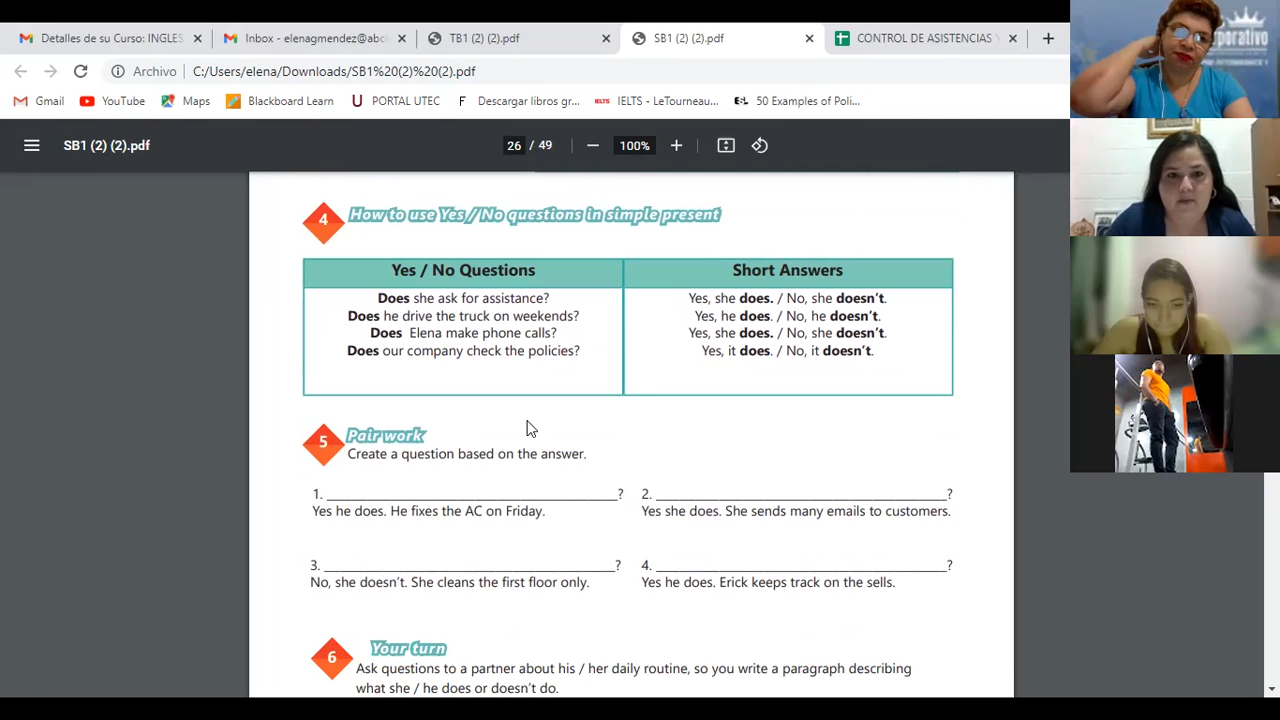 Detalles de su Curso: INGLES
Inbox - elenagmendez@abc
TB1 (2) (2).pdf
SB1 (2) (2).pdf
CONTROL DE ASISTENCIAS
Archivo
C:/Users/elena/Downloads/SB1%20(2)%20(2).pdf
Gmail
YouTube
Maps
Blackboard Learn
PORTAL UTEC
Descargar libros gr...
IELTS - LeTourneau...
50 Examples of Poli...
SB1 (2) (2).pdf
26 / 49
100%
4
How to use Yes / No questions in simple present
Yes / No Questions
Does she ask for assistance?
Does he drive the truck on weekends?
Does Elena make phone calls?
Does our company check the policies?
Short Answers
Yes, she does. / No, she doesn't.
Yes, he does. / No, he doesn't.
Yes, she does. / No, she doesn't.
Yes, it does. / No, it doesn't.
5
Pair work
Create a question based on the answer.
1. ________________________________________?
Yes he does. He fixes the AC on Friday.
2. ________________________________________?
Yes she does. She sends many emails to customers.
3. ________________________________________?
No, she doesn't. She cleans the first floor only.
4. ________________________________________?
Yes he does. Erick keeps track on the sells.
6
Your turn
Ask questions to a partner about his / her daily routine, so you write a paragraph describing
what she / he does or doesn't do.